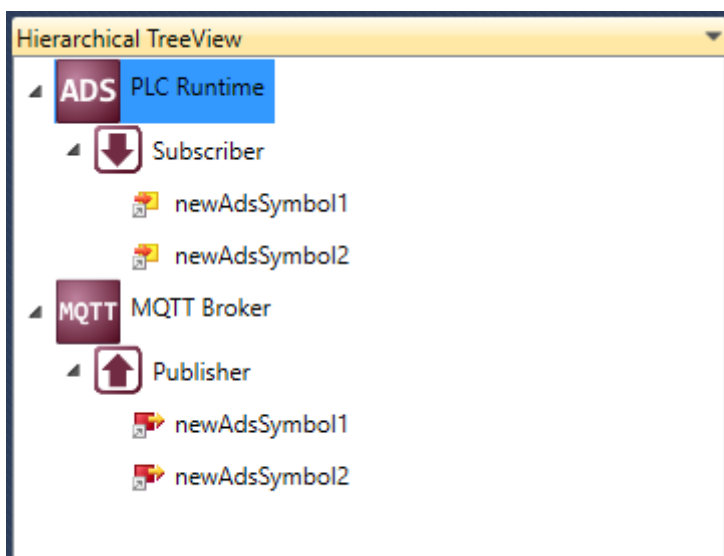 Hierarchical TreeView
ADS PLC Runtime
Subscriber
newAdsSymbol1
newAdsSymbol2
MQTT MQTT Broker
Publisher
newAdsSymbol1
newAdsSymbol2